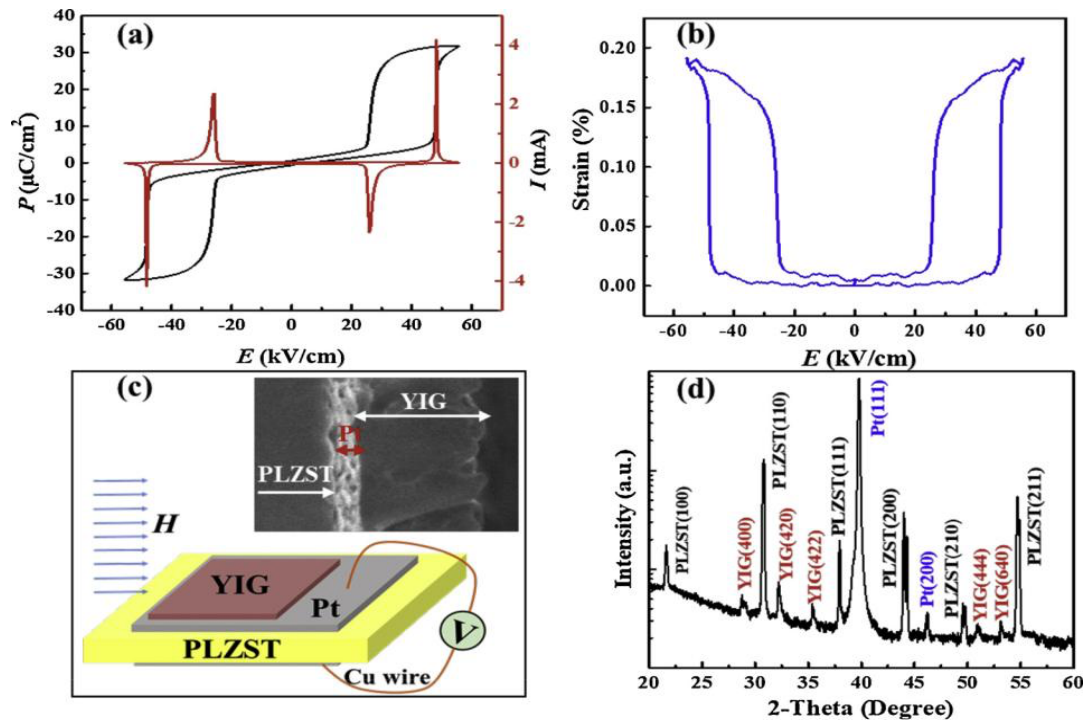 (a)
P (μC/cm²)
40
30
20
10
0
-10
-20
-30
-40
4
2
0
-2
-4
I (mA)
-60 -40 -20 0 20 40 60
E (kV/cm)
(b)
Strain (%)
0.20
0.15
0.10
0.05
0.00
-60 -40 -20 0 20 40 60
E (kV/cm)
(c)
YIG
Pt
PLZST
H
YIG
Pt
PLZST
V
Cu wire
(d)
Intensity (a.u.)
PLZST(100)
YIG(400)
PLZST(110)
YIG(420)
YIG(422)
PLZST(111)
Pt(111)
PLZST(200)
Pt(200)
PLZST(210)
YIG(444)
YIG(640)
PLZST(211)
20 25 30 35 40 45 50 55 60
2-Theta (Degree)